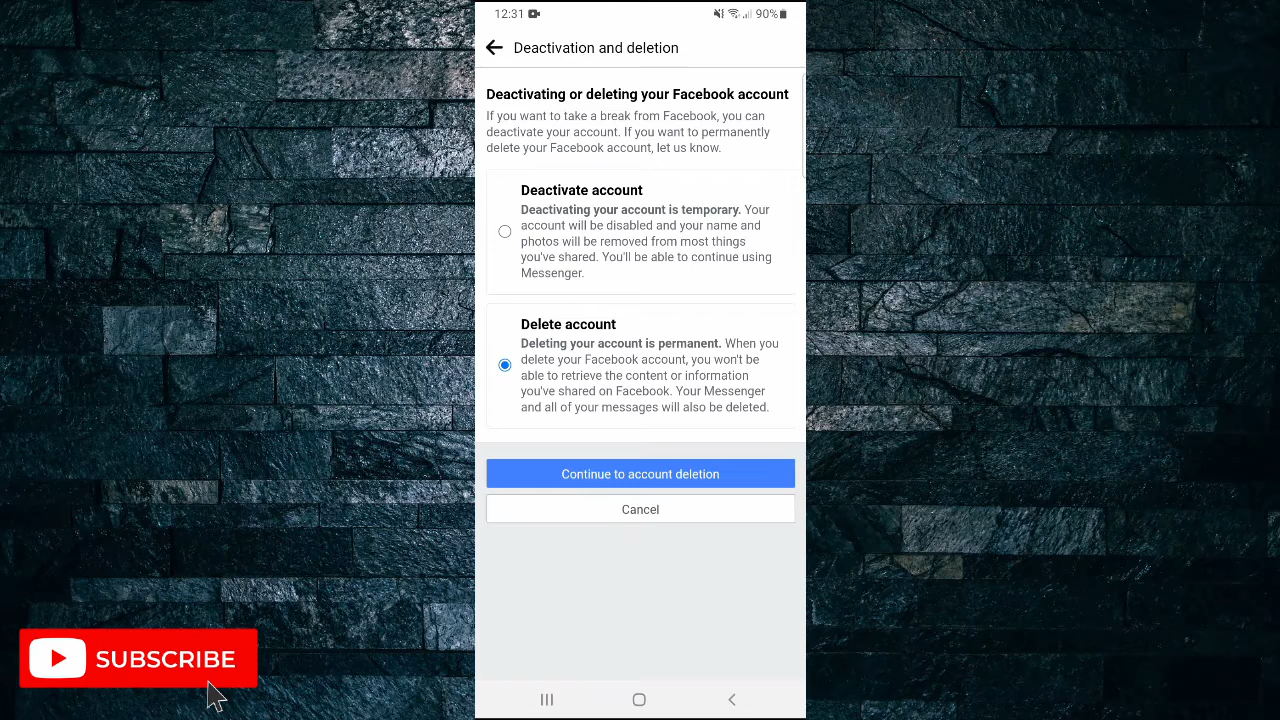 12:31
90%
Deactivation and deletion
Deactivating or deleting your Facebook account
If you want to take a break from Facebook, you can
deactivate your account. If you want to permanently
delete your Facebook account, let us know.
Deactivate account
Deactivating your account is temporary. Your
account will be disabled and your name and
photos will be removed from most things
you've shared. You'll be able to continue using
Messenger.
Delete account
Deleting your account is permanent. When you
delete your Facebook account, you won't be
able to retrieve the content or information
you've shared on Facebook. Your Messenger
and all of your messages will also be deleted.
Continue to account deletion
Cancel
SUBSCRIBE